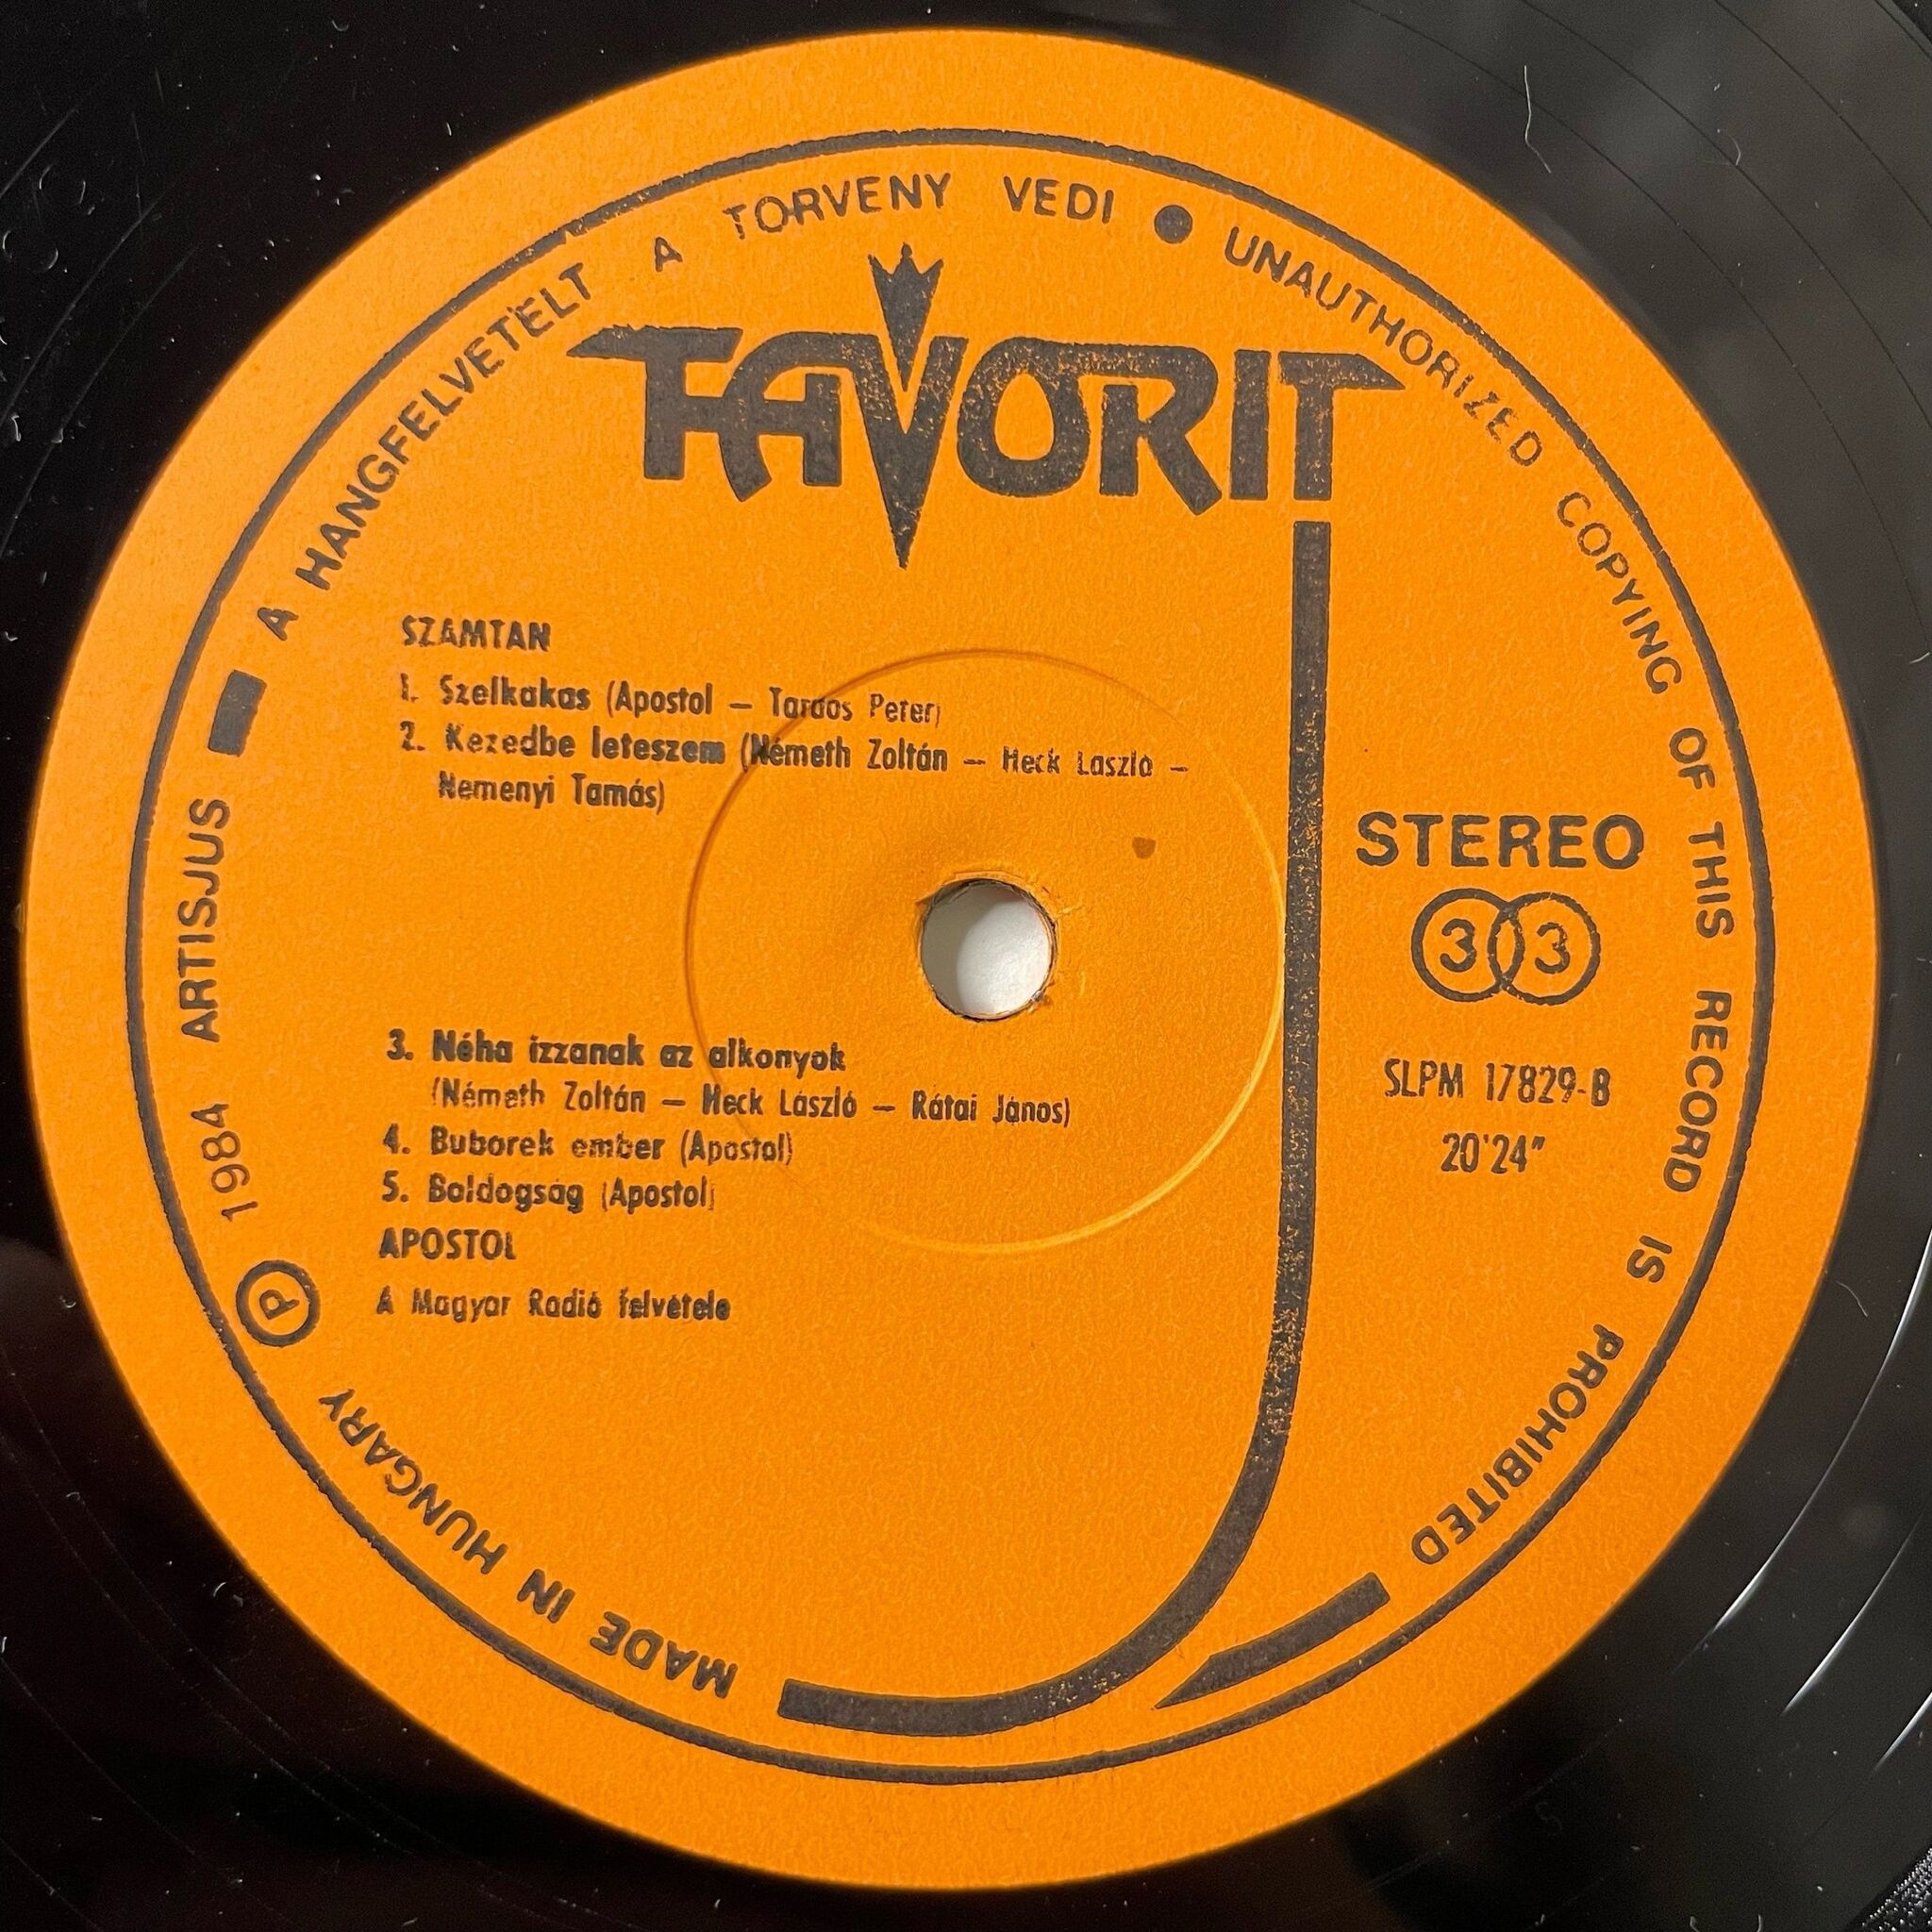 A HANGFELVETELT A TORVENY VEDI ● UNAUTHORIZED COPYING OF THIS RECORD IS PROHIBITED
FAVORIT
SZAMTAN
1. Szelkakas (Apostol – Tardos Peter)
2. Kezedbe leteszem (Németh Zoltán – Heck Laszló –
Nemenyi Tamás)
STEREO
33
3. Néha izzanak az alkonyok
(Németh Zoltán – Heck László – Rátai János)
4. Buborek ember (Apostol)
5. Boldogság (Apostol)
APOSTOL
A Magyar Radió felvétele
SLPM 17829-B
20'24"
MADE IN HUNGARY Ⓟ 1984 ARTISJUS